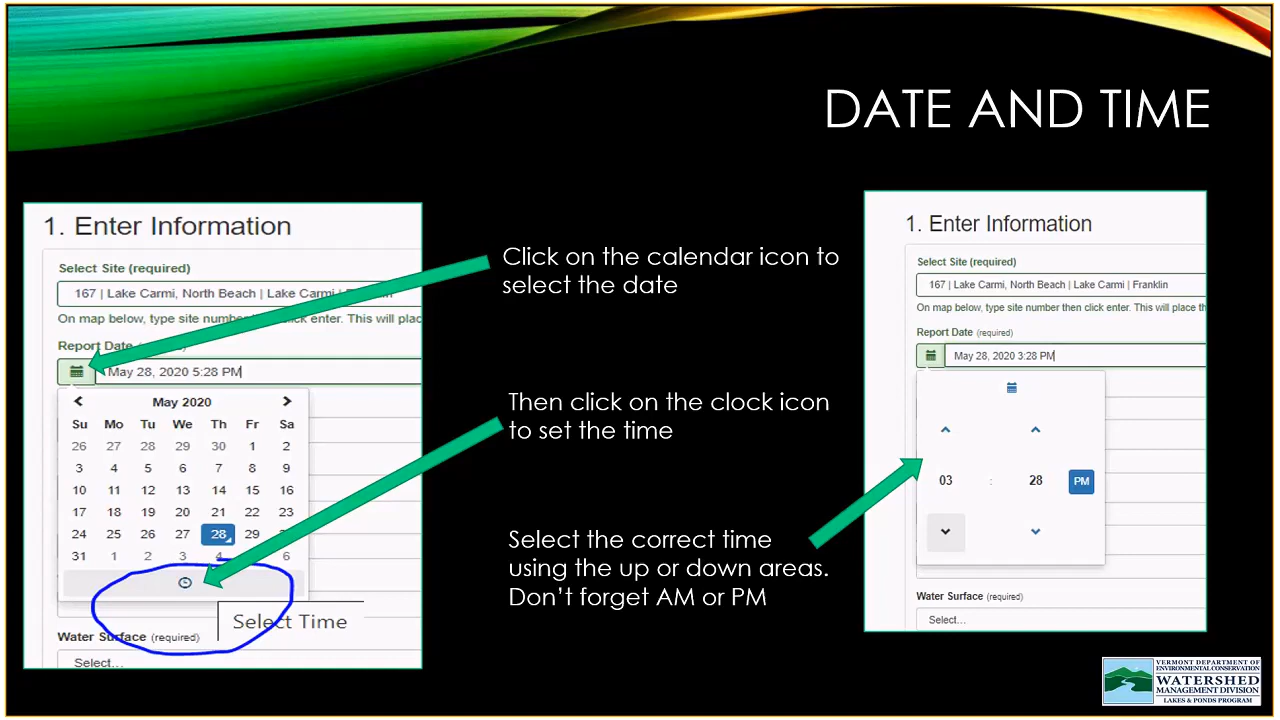 DATE AND TIME
1. Enter Information
Select Site (required)
167 | Lake Carmi, North Beach | Lake Carmi | Franklin
On map below, type site number then click enter. This will plac
Report Date
May 28, 2020 5:28 PM
May 2020
Su Mo Tu We Th Fr Sa
26 27 28 29 30 1 2
3 4 5 6 7 8 9
10 11 12 13 14 15 16
17 18 19 20 21 22 23
24 25 26 27 28 29
31 1 2 3 4 6
Select Time
Water Surface (required)
Select...
Click on the calendar icon to
select the date
Then click on the clock icon
to set the time
Select the correct time
using the up or down areas.
Don't forget AM or PM
1. Enter Information
Select Site (required)
167 | Lake Carmi, North Beach | Lake Carmi | Franklin
On map below, type site number then click enter. This will place th
Report Date (required)
May 28, 2020 3:28 PM
03 : 28 PM
Water Surface (required)
Select...
VERMONT DEPARTMENT OF
ENVIRONMENTAL CONSERVATION
WATERSHED
MANAGEMENT DIVISION
LAKES & PONDS PROGRAM